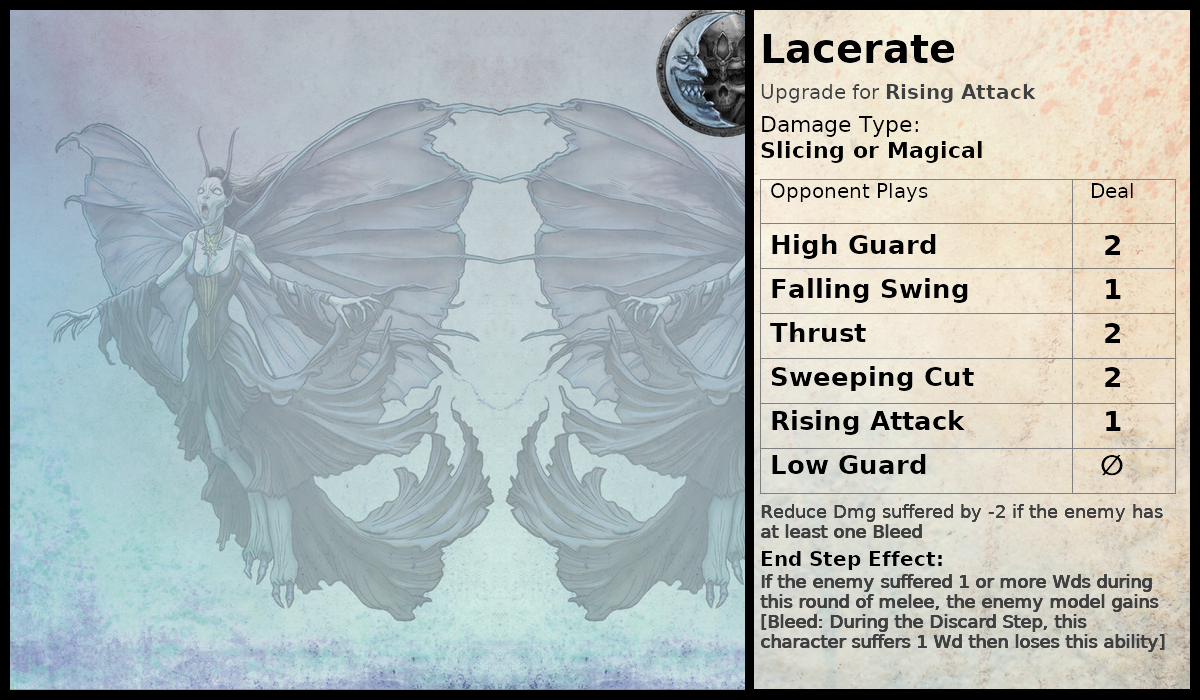 Lacerate
Upgrade for Rising Attack
Damage Type:
Slicing or Magical
Opponent Plays Deal
High Guard 2
Falling Swing 1
Thrust 2
Sweeping Cut 2
Rising Attack 1
Low Guard ∅
Reduce Dmg suffered by -2 if the enemy has
at least one Bleed
End Step Effect:
If the enemy suffered 1 or more Wds during
this round of melee, the enemy model gains
[Bleed: During the Discard Step, this
character suffers 1 Wd then loses this ability]